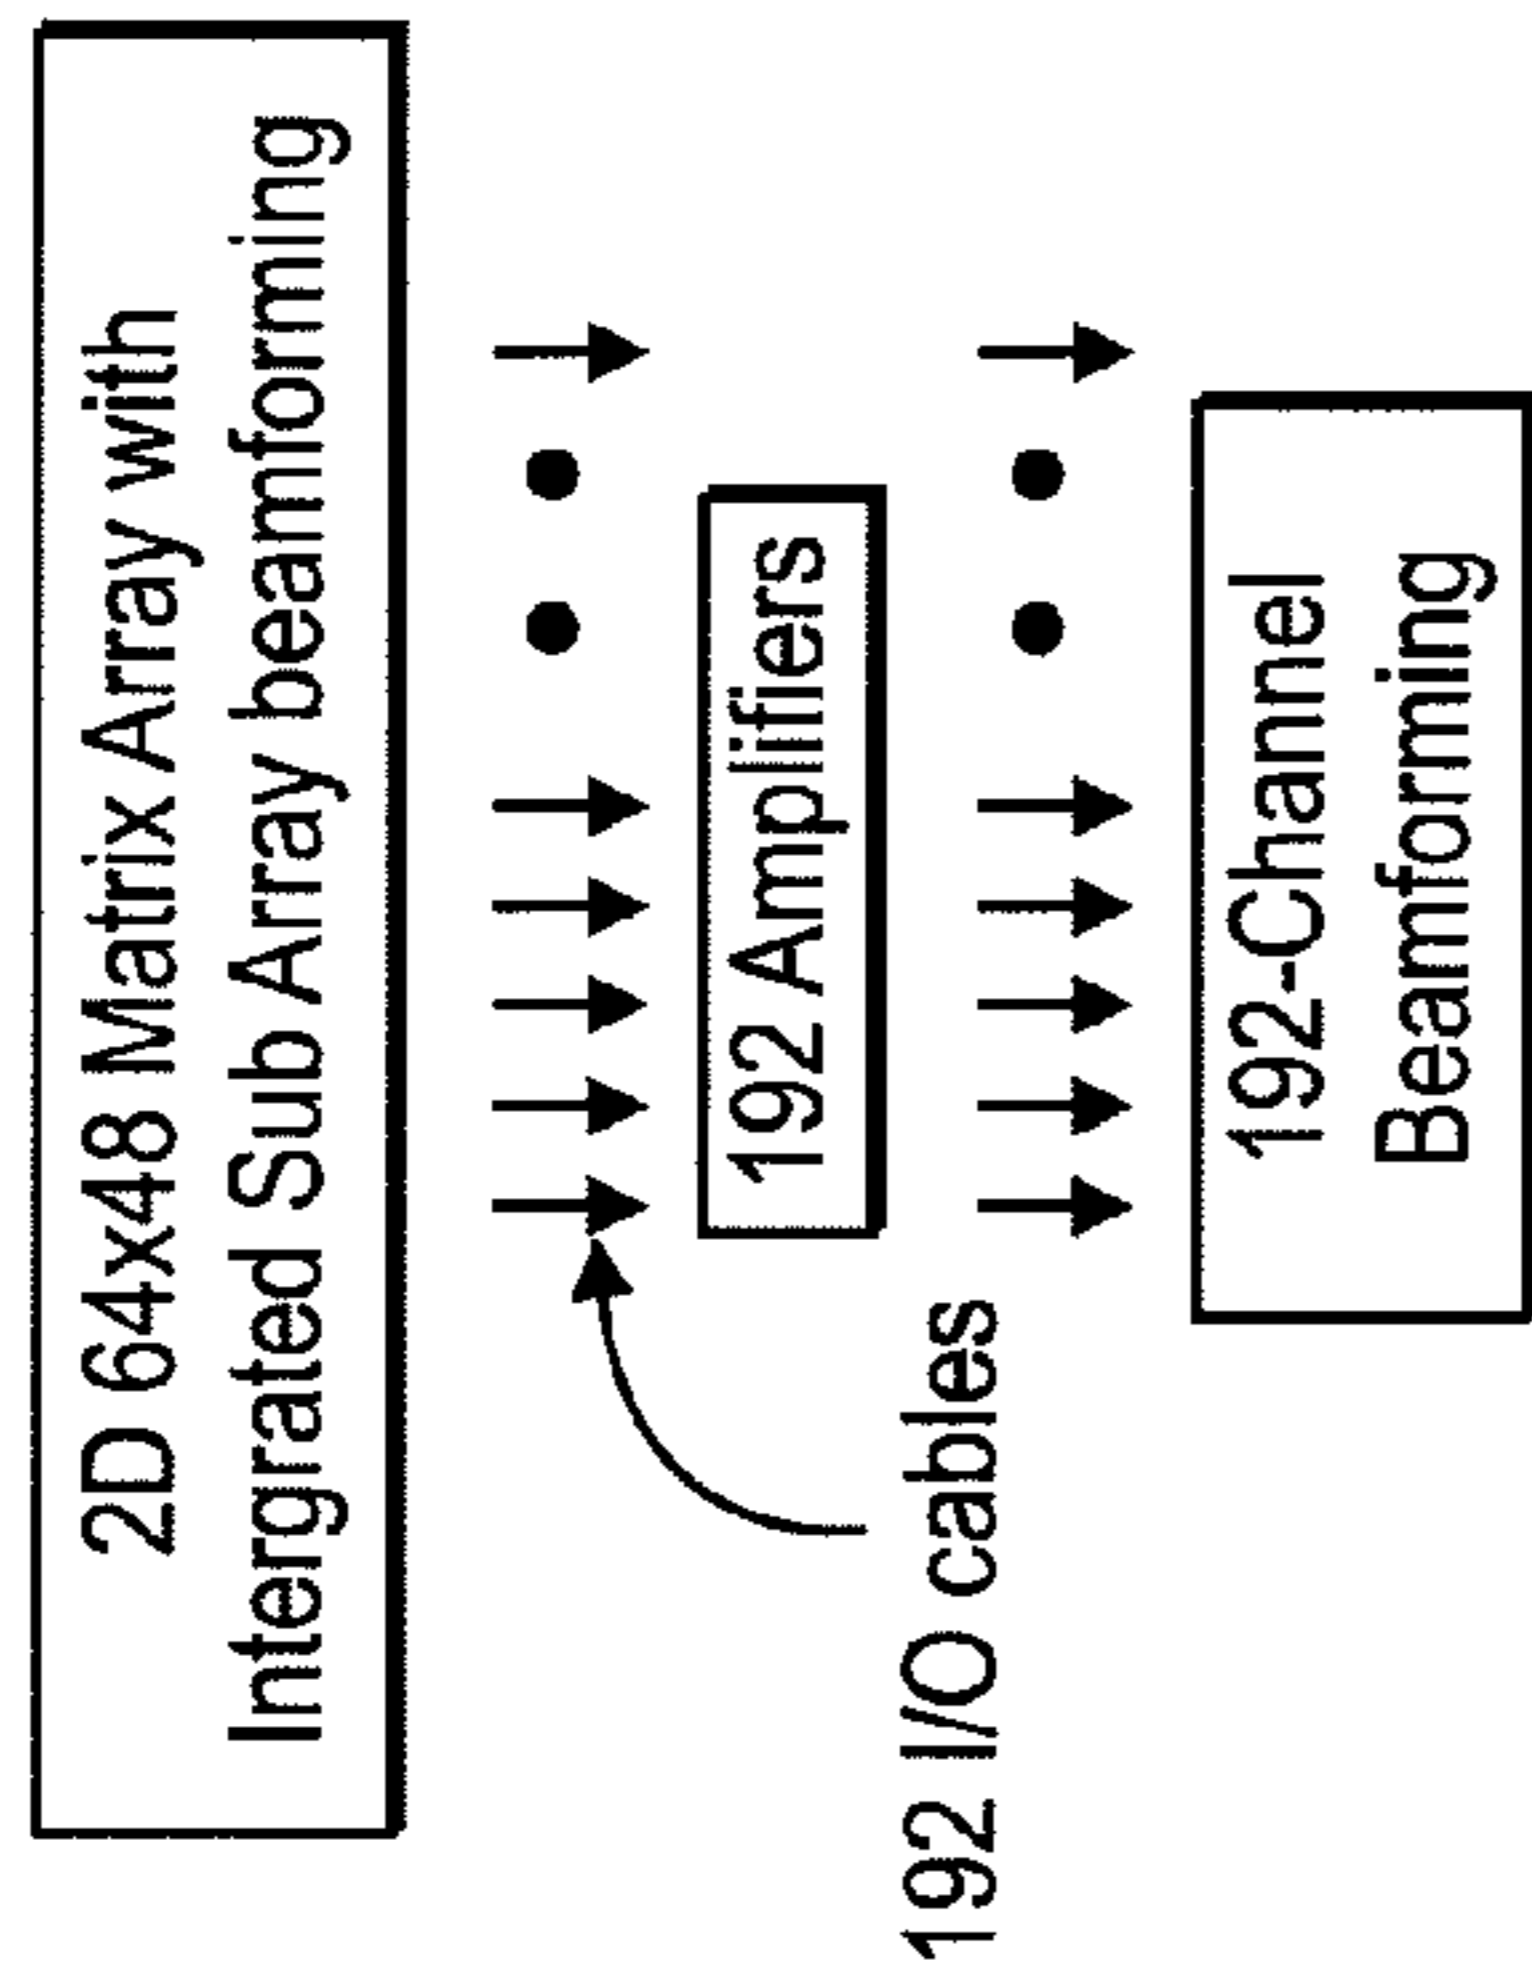 2D 64x48 Matrix Array with
Intergrated Sub Array beamforming
192 Amplifiers
192 I/O cables
192-Channel
Beamforming